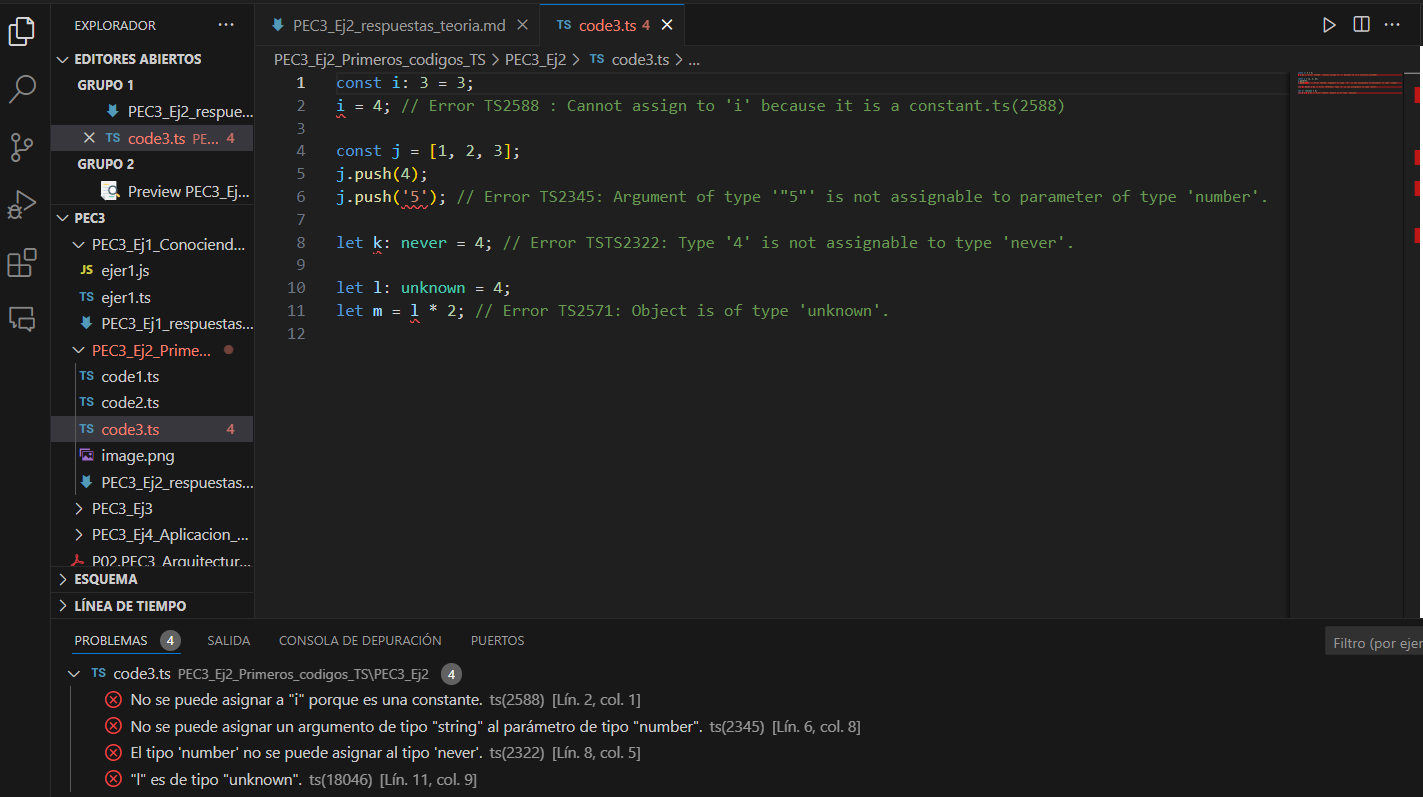 EXPLORADOR ···
EDITORES ABIERTOS
GRUPO 1
PEC3_Ej2_respue...
TS code3.ts PE... 4
GRUPO 2
Preview PEC3_Ej...
PEC3
PEC3_Ej1_Conociend...
JS ejer1.js
TS ejer1.ts
PEC3_Ej1_respuestas...
PEC3_Ej2_Prime...
TS code1.ts
TS code2.ts
TS code3.ts 4
image.png
PEC3_Ej2_respuestas...
PEC3_Ej3
PEC3_Ej4_Aplicacion_...
P02.PEC3_Arquitectur...
ESQUEMA
LÍNEA DE TIEMPO
PEC3_Ej2_respuestas_teoria.md
TS code3.ts 4
PEC3_Ej2_Primeros_codigos_TS > PEC3_Ej2 > TS code3.ts > ...
1 const i: 3 = 3;
2 i = 4; // Error TS2588 : Cannot assign to 'i' because it is a constant.ts(2588)
3
4 const j = [1, 2, 3];
5 j.push(4);
6 j.push('5'); // Error TS2345: Argument of type '"5"' is not assignable to parameter of type 'number'.
7
8 let k: never = 4; // Error TSTS2322: Type '4' is not assignable to type 'never'.
9
10 let l: unknown = 4;
11 let m = l * 2; // Error TS2571: Object is of type 'unknown'.
12
PROBLEMAS 4 SALIDA CONSOLA DE DEPURACIÓN PUERTOS
Filtro (por ejer
TS code3.ts PEC3_Ej2_Primeros_codigos_TS\PEC3_Ej2 4
No se puede asignar a "i" porque es una constante. ts(2588) [Lín. 2, col. 1]
No se puede asignar un argumento de tipo "string" al parámetro de tipo "number". ts(2345) [Lín. 6, col. 8]
El tipo 'number' no se puede asignar al tipo 'never'. ts(2322) [Lín. 8, col. 5]
"l" es de tipo "unknown". ts(18046) [Lín. 11, col. 9]